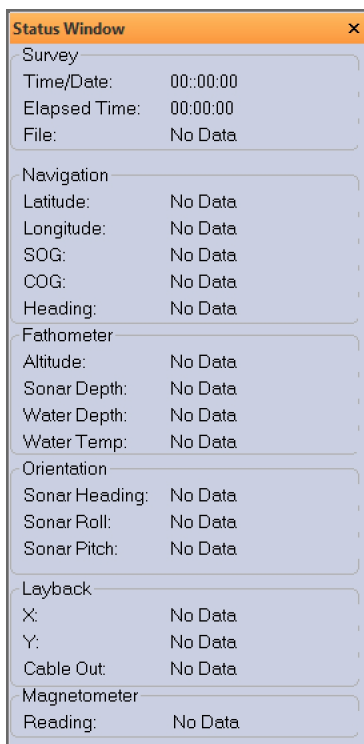 Status Window ×
Survey
Time/Date: 00::00:00
Elapsed Time: 00:00:00
File: No Data
Navigation
Latitude: No Data
Longitude: No Data
SOG: No Data
COG: No Data
Heading: No Data
Fathometer
Altitude: No Data
Sonar Depth: No Data
Water Depth: No Data
Water Temp: No Data
Orientation
Sonar Heading: No Data
Sonar Roll: No Data
Sonar Pitch: No Data
Layback
X: No Data
Y: No Data
Cable Out: No Data
Magnetometer
Reading: No Data